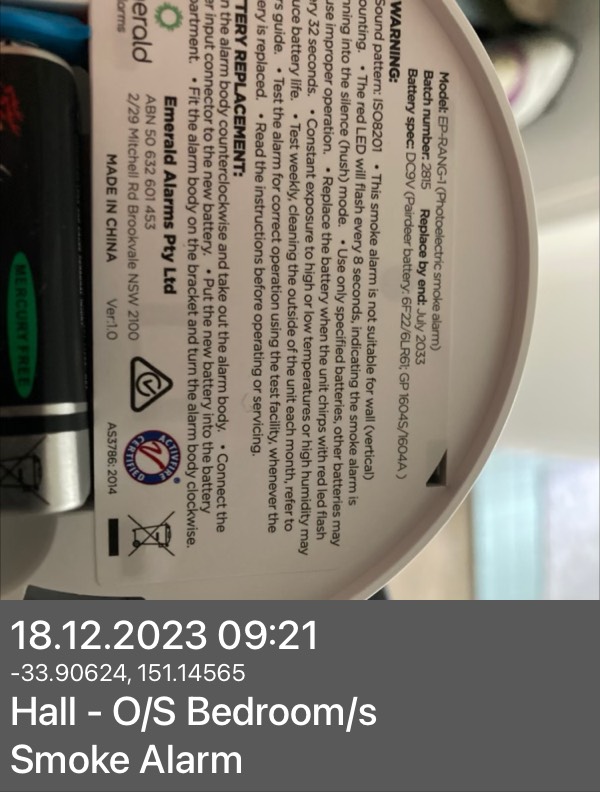 Model: EP-RANG-1 (Photoelectric smoke alarm)
Batch number: 2815 Replace by end: July 2033
Battery spec: DC9V (Pairdeer battery: 6F22/6LR61; GP 1604S/1604A )
WARNING:
Sound pattern: ISO8201 • This smoke alarm is not suitable for wall (vertical)
ounting. • The red LED will flash every 8 seconds, indicating the smoke alarm is
nning into the silence (hush) mode. • Use only specified batteries, other batteries may
use improper operation. • Replace the battery when the unit chirps with red led flash
ry 32 seconds. • Constant exposure to high or low temperatures or high humidity may
uce battery life. • Test weekly, cleaning the outside of the unit each month, refer to
rs guide. • Test the alarm for correct operation using the test facility, whenever the
ery is replaced. • Read the instructions before operating or servicing.
TTERY REPLACEMENT:
n the alarm body counterclockwise and take out the alarm body. • Connect the
er input connector to the new battery. • Put the new battery into the battery
partment. • Fit the alarm body on the bracket and turn the alarm body clockwise.
erald
larms
Emerald Alarms Pty Ltd
ABN 50 632 601 453
2/29 Mitchell Rd Brookvale NSW 2100
MADE IN CHINA Ver:1.0
ACTIVFIRE
CERTIFIED
AS3786: 2014
MERCURY FREE
18.12.2023 09:21
-33.90624, 151.14565
Hall - O/S Bedroom/s
Smoke Alarm